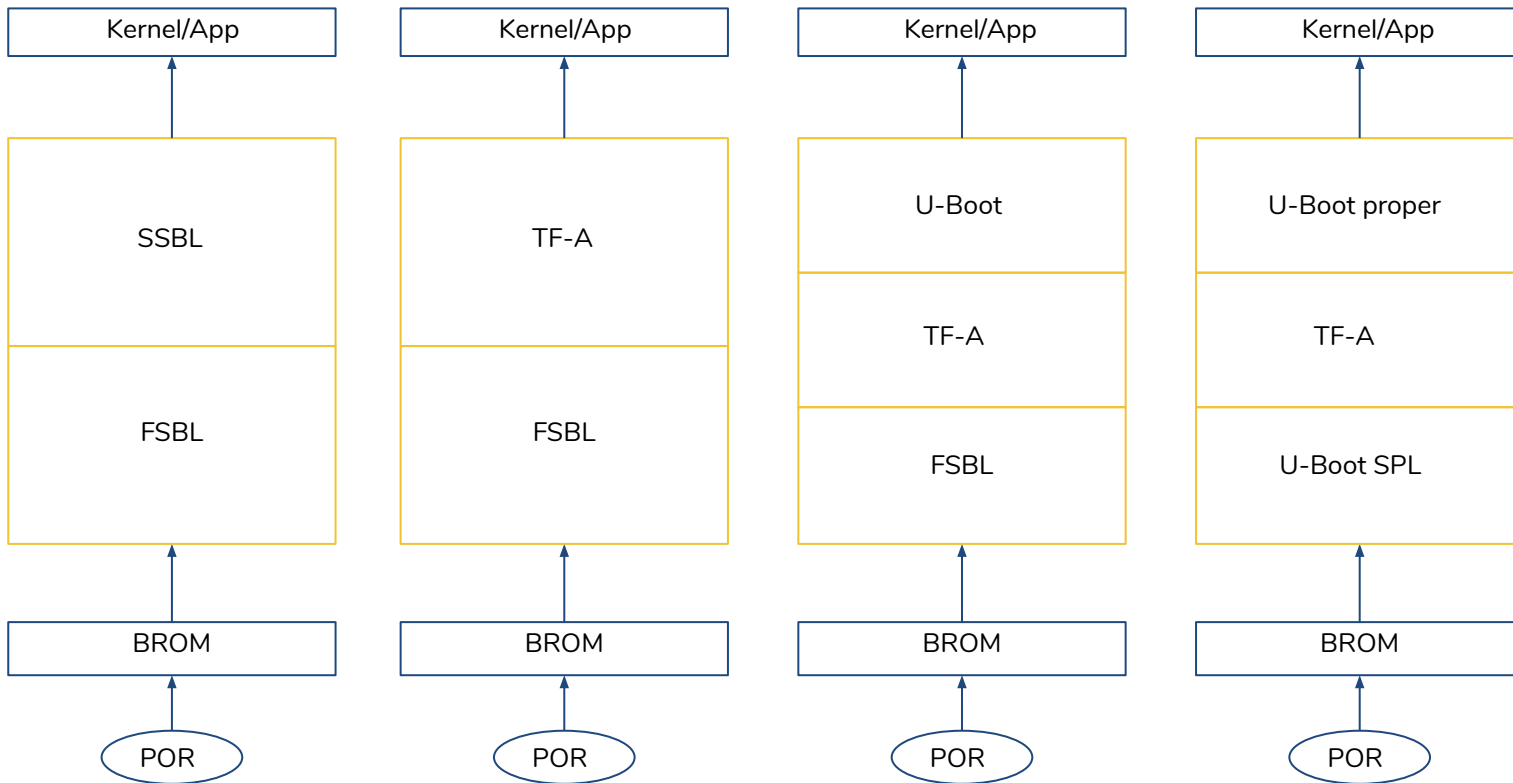 Kernel/App
Kernel/App
Kernel/App
Kernel/App
SSBL
TF-A
U-Boot
U-Boot proper
TF-A
TF-A
FSBL
FSBL
FSBL
U-Boot SPL
BROM
BROM
BROM
BROM
POR
POR
POR
POR